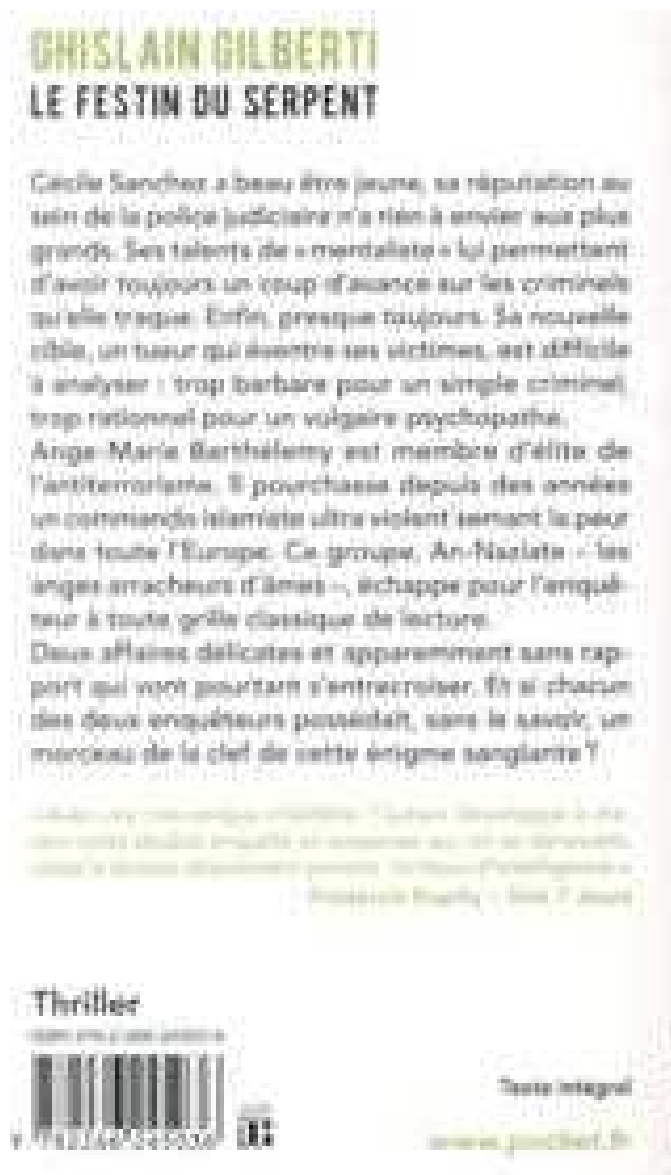 GHISLAIN GILBERTI
LE FESTIN DU SERPENT
Cécile Sanchez a beau être jeune, sa réputation au
sein de la police judiciaire n'a rien à envier aux plus
grands. Ses talents de « mentaliste » lui permettent
d'avoir toujours un coup d'avance sur les criminels
qu'elle traque. Enfin, presque toujours. Sa nouvelle
cible, un tueur qui éventre ses victimes, est difficile
à analyser : trop barbare pour un simple criminel,
trop rationnel pour un vulgaire psychopathe.
Ange-Marie Barthélemy est membre d'élite de
l'antiterrorisme. Il pourchasse depuis des années
un commando islamiste ultra violent semant la peur
dans toute l'Europe. Ce groupe, An-Naziate – les
anges arracheurs d'âmes –, échappe pour l'enquê-
teur à toute grille classique de lecture.
Deux affaires délicates et apparemment sans rap-
port qui vont pourtant s'entrecroiser. Et si chacun
des deux enquêteurs possédait, sans le savoir, un
morceau de la clef de cette énigme sanglante ?
Thriller
Texte intégral
www.pocket.fr